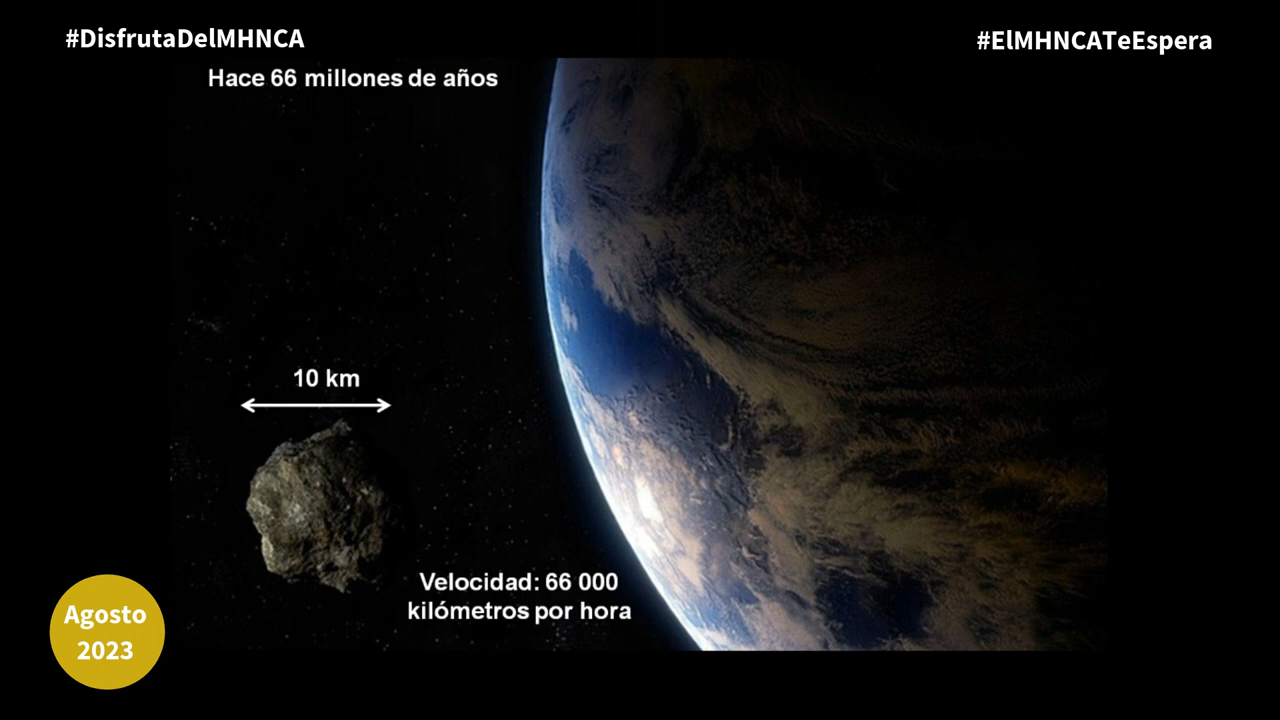 #DisfrutaDelMHNCA
#ElMHNCATeEspera
Hace 66 millones de años
10 km
Velocidad: 66 000
kilómetros por hora
Agosto
2023